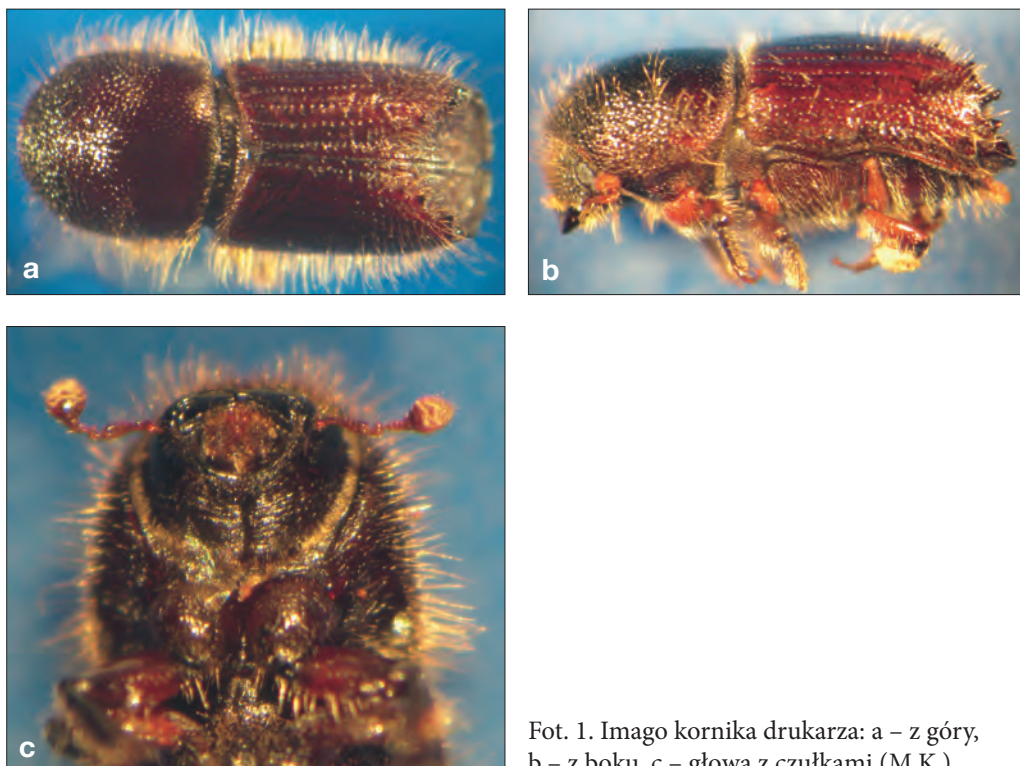 a
b
c
Fot. 1. Imago kornika drukarza: a – z góry,
b – z boku, c – głowa z czułkami (M.K.)